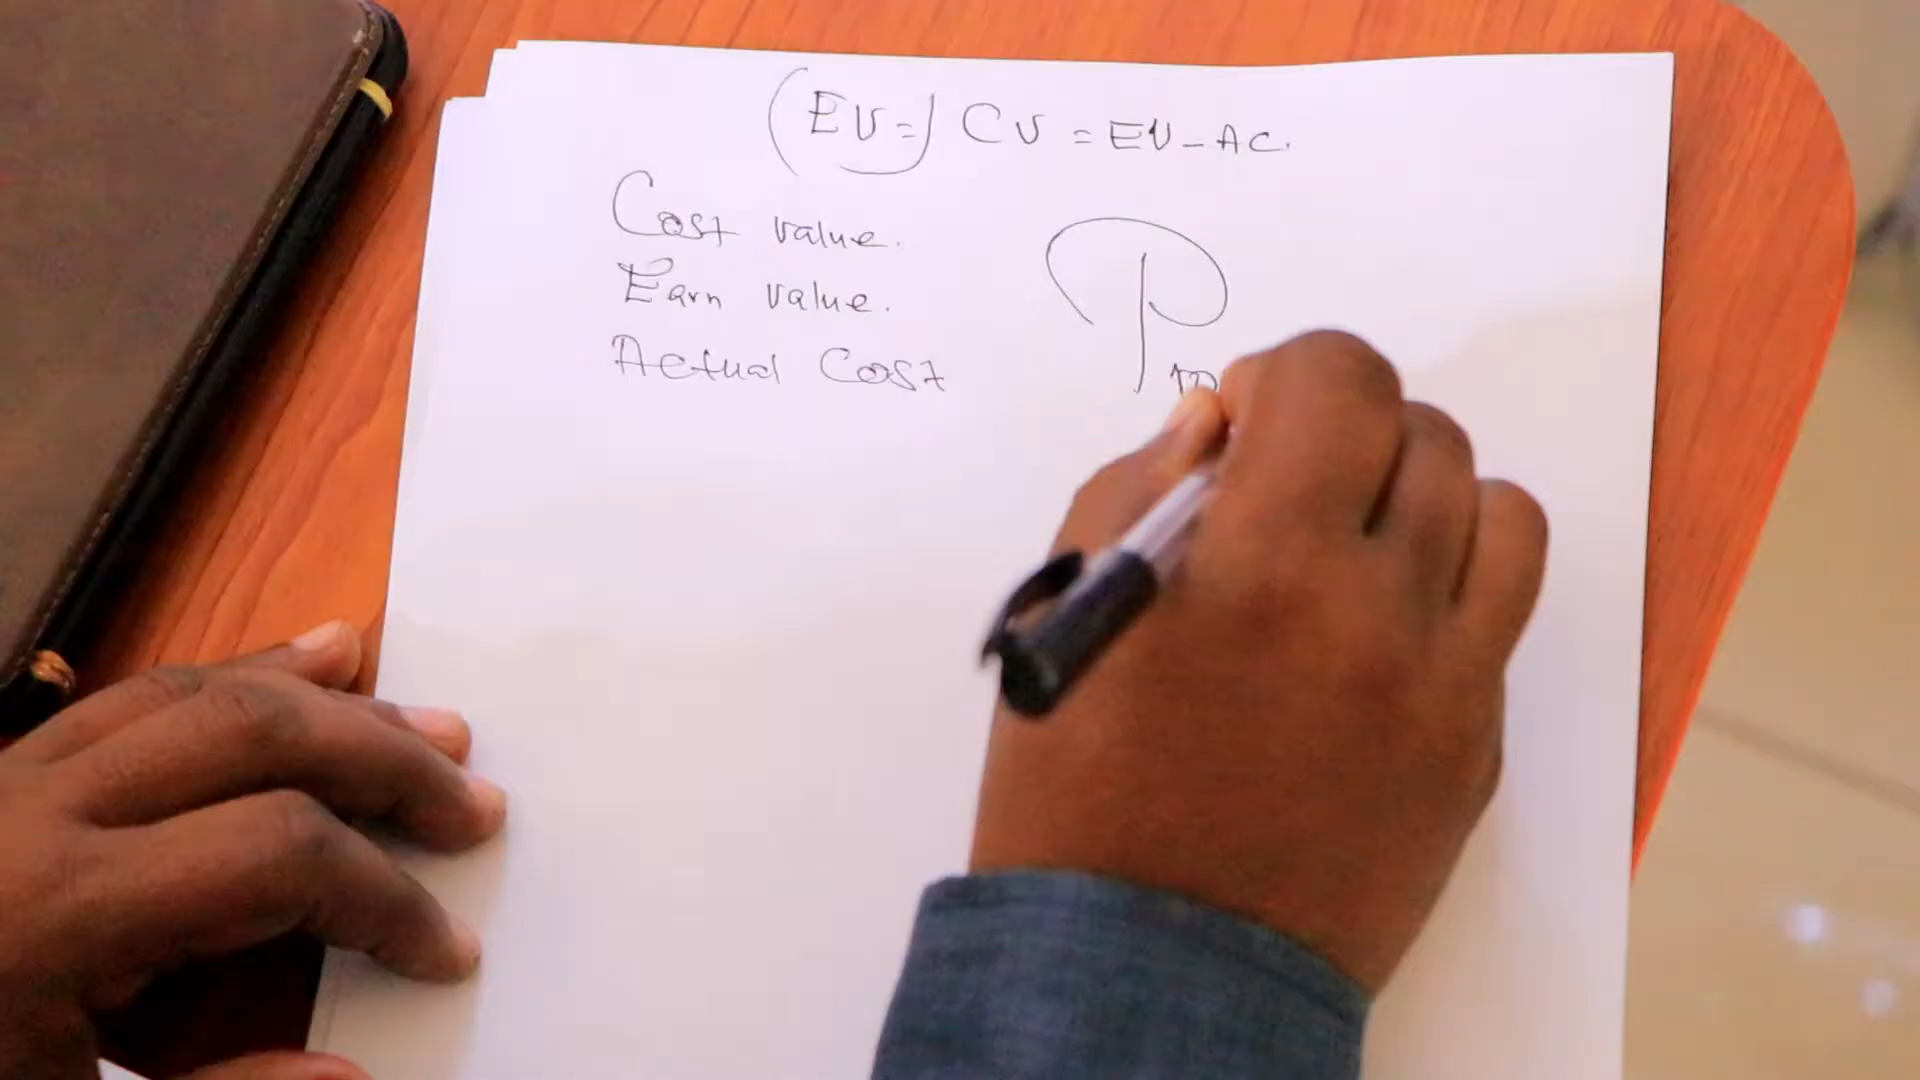 (EV=) CV = EV-AC.
Cost value.
Earn value.
Actual Cost
P